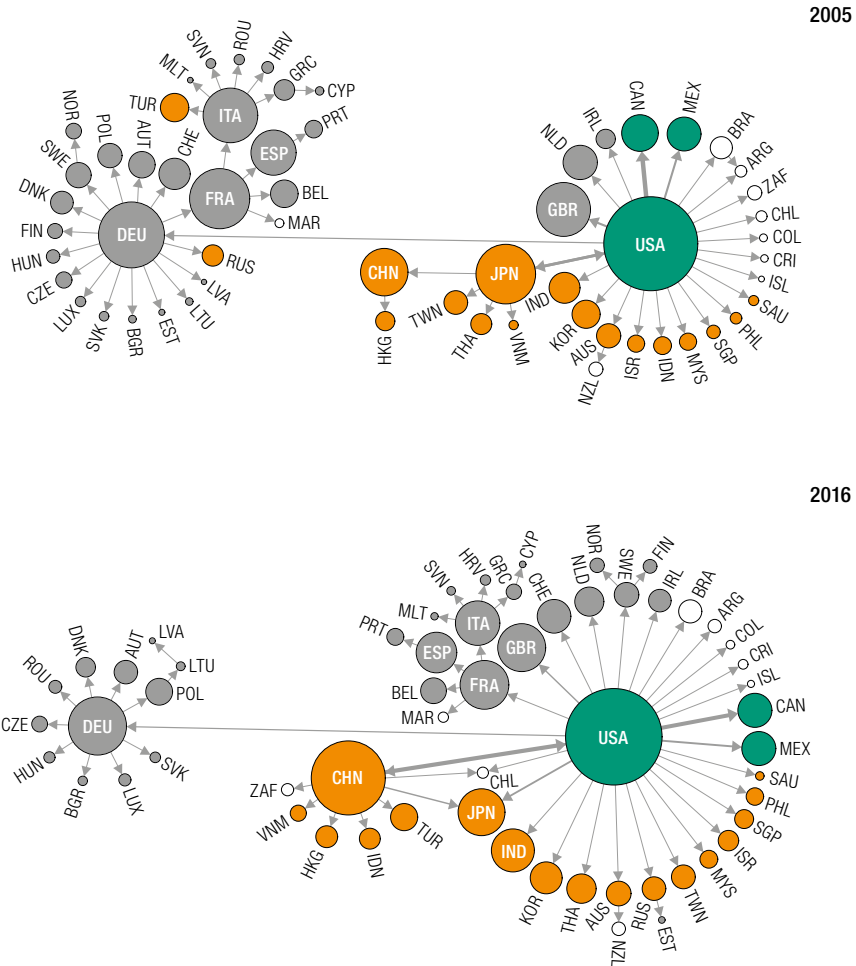 2005
SVN
ROU
HRV
MLT
GRC
CYP
TUR
ITA
PRT
NOR
POL
AUT
CHE
ESP
SWE
DNK
FRA
BEL
MAR
FIN
DEU
HUN
RUS
CZE
LVA
LUX
SVK
BGR
EST
LTU
NLD
IRL
CAN
MEX
BRA
ARG
ZAF
GBR
CHL
USA
COL
CRI
ISL
CHN
JPN
IND
SAU
TWN
KOR
PHL
HKG
THA
VNM
AUS
SGP
NZL
ISR
IDN
MYS
2016
NOR
SWE
FIN
CYP
HRV
GRC
SVN
CHE
NLD
IRL
BRA
ARG
MLT
ITA
COL
PRT
ESP
GBR
CRI
ISL
LVA
DNK
AUT
LTU
ROU
POL
BEL
FRA
MAR
CAN
CZE
DEU
USA
MEX
HUN
SVK
BGR
LUX
ZAF
CHN
CHL
SAU
VNM
JPN
PHL
HKG
IDN
TUR
SGP
IND
ISR
KOR
THA
AUS
RUS
TWN
MYS
NZL
EST